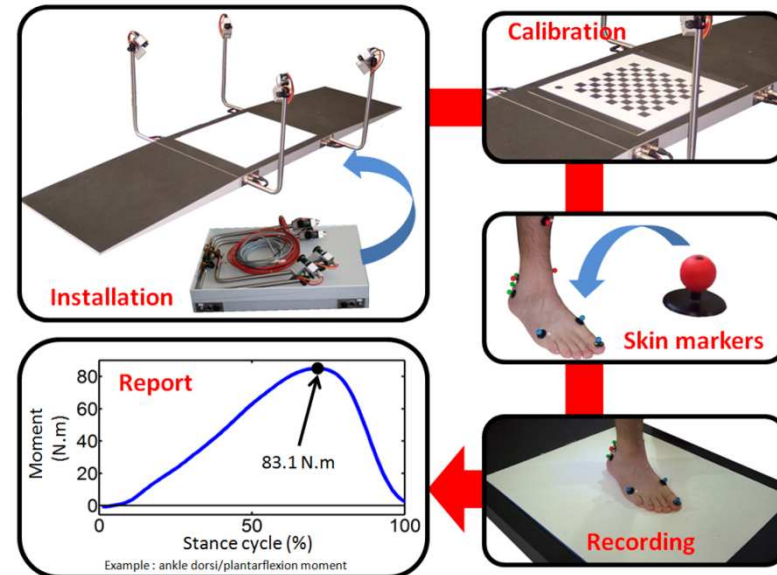 Installation
Calibration
Skin markers
Recording
Report
Moment
(N.m)
80
60
40
20
0
83.1 N.m
0
50
100
Stance cycle (%)
Example : ankle dorsi/plantarflexion moment